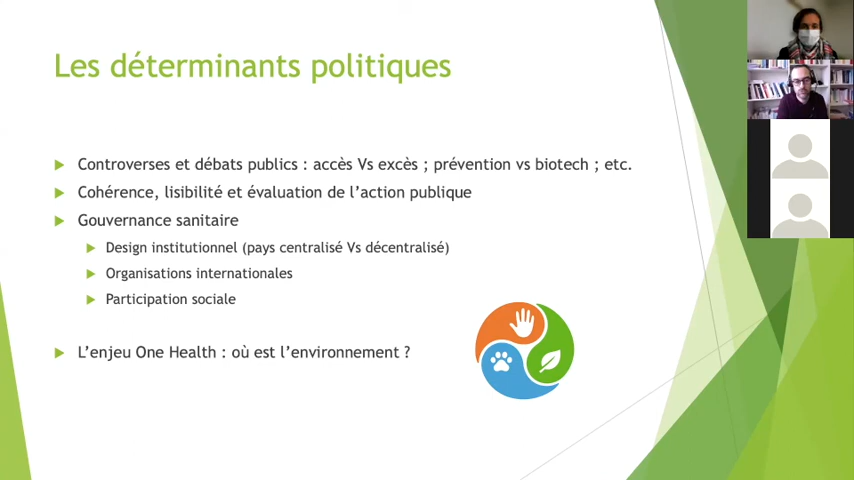 Les déterminants politiques
Controverses et débats publics : accès Vs excès ; prévention vs biotech ; etc.
Cohérence, lisibilité et évaluation de l’action publique
Gouvernance sanitaire
Design institutionnel (pays centralisé Vs décentralisé)
Organisations internationales
Participation sociale
L’enjeu One Health : où est l’environnement ?